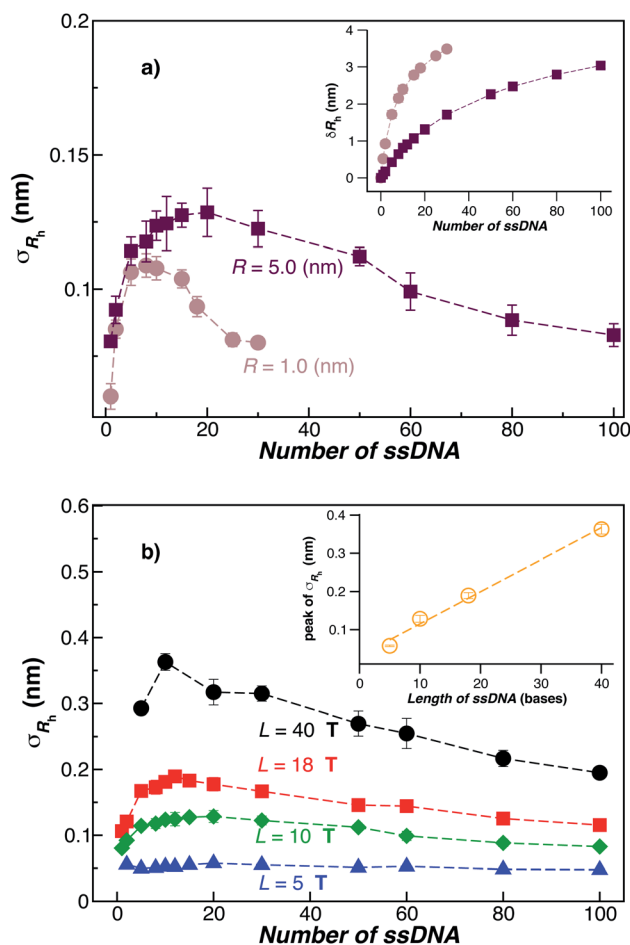 a)
0.2
0.15
0.1
σRh (nm)
0 20 40 60 80 100
Number of ssDNA
R = 5.0 (nm)
R = 1.0 (nm)
4
3
2
1
0
δRh (nm)
0 20 40 60 80 100
Number of ssDNA
b)
0.6
0.5
0.4
0.3
0.2
0.1
0
σRh (nm)
0 20 40 60 80 100
Number of ssDNA
L = 40 T
L = 18 T
L = 10 T
L = 5 T
0.4
0.3
0.2
0.1
peak of σRh (nm)
0 10 20 30 40
Length of ssDNA (bases)